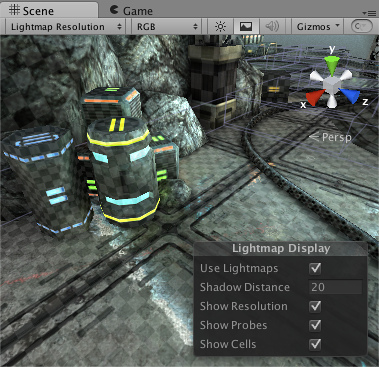 Scene Game
Lightmap Resolution RGB Gizmos
y
x z
Persp
Lightmap Display
Use Lightmaps
Shadow Distance 20
Show Resolution
Show Probes
Show Cells